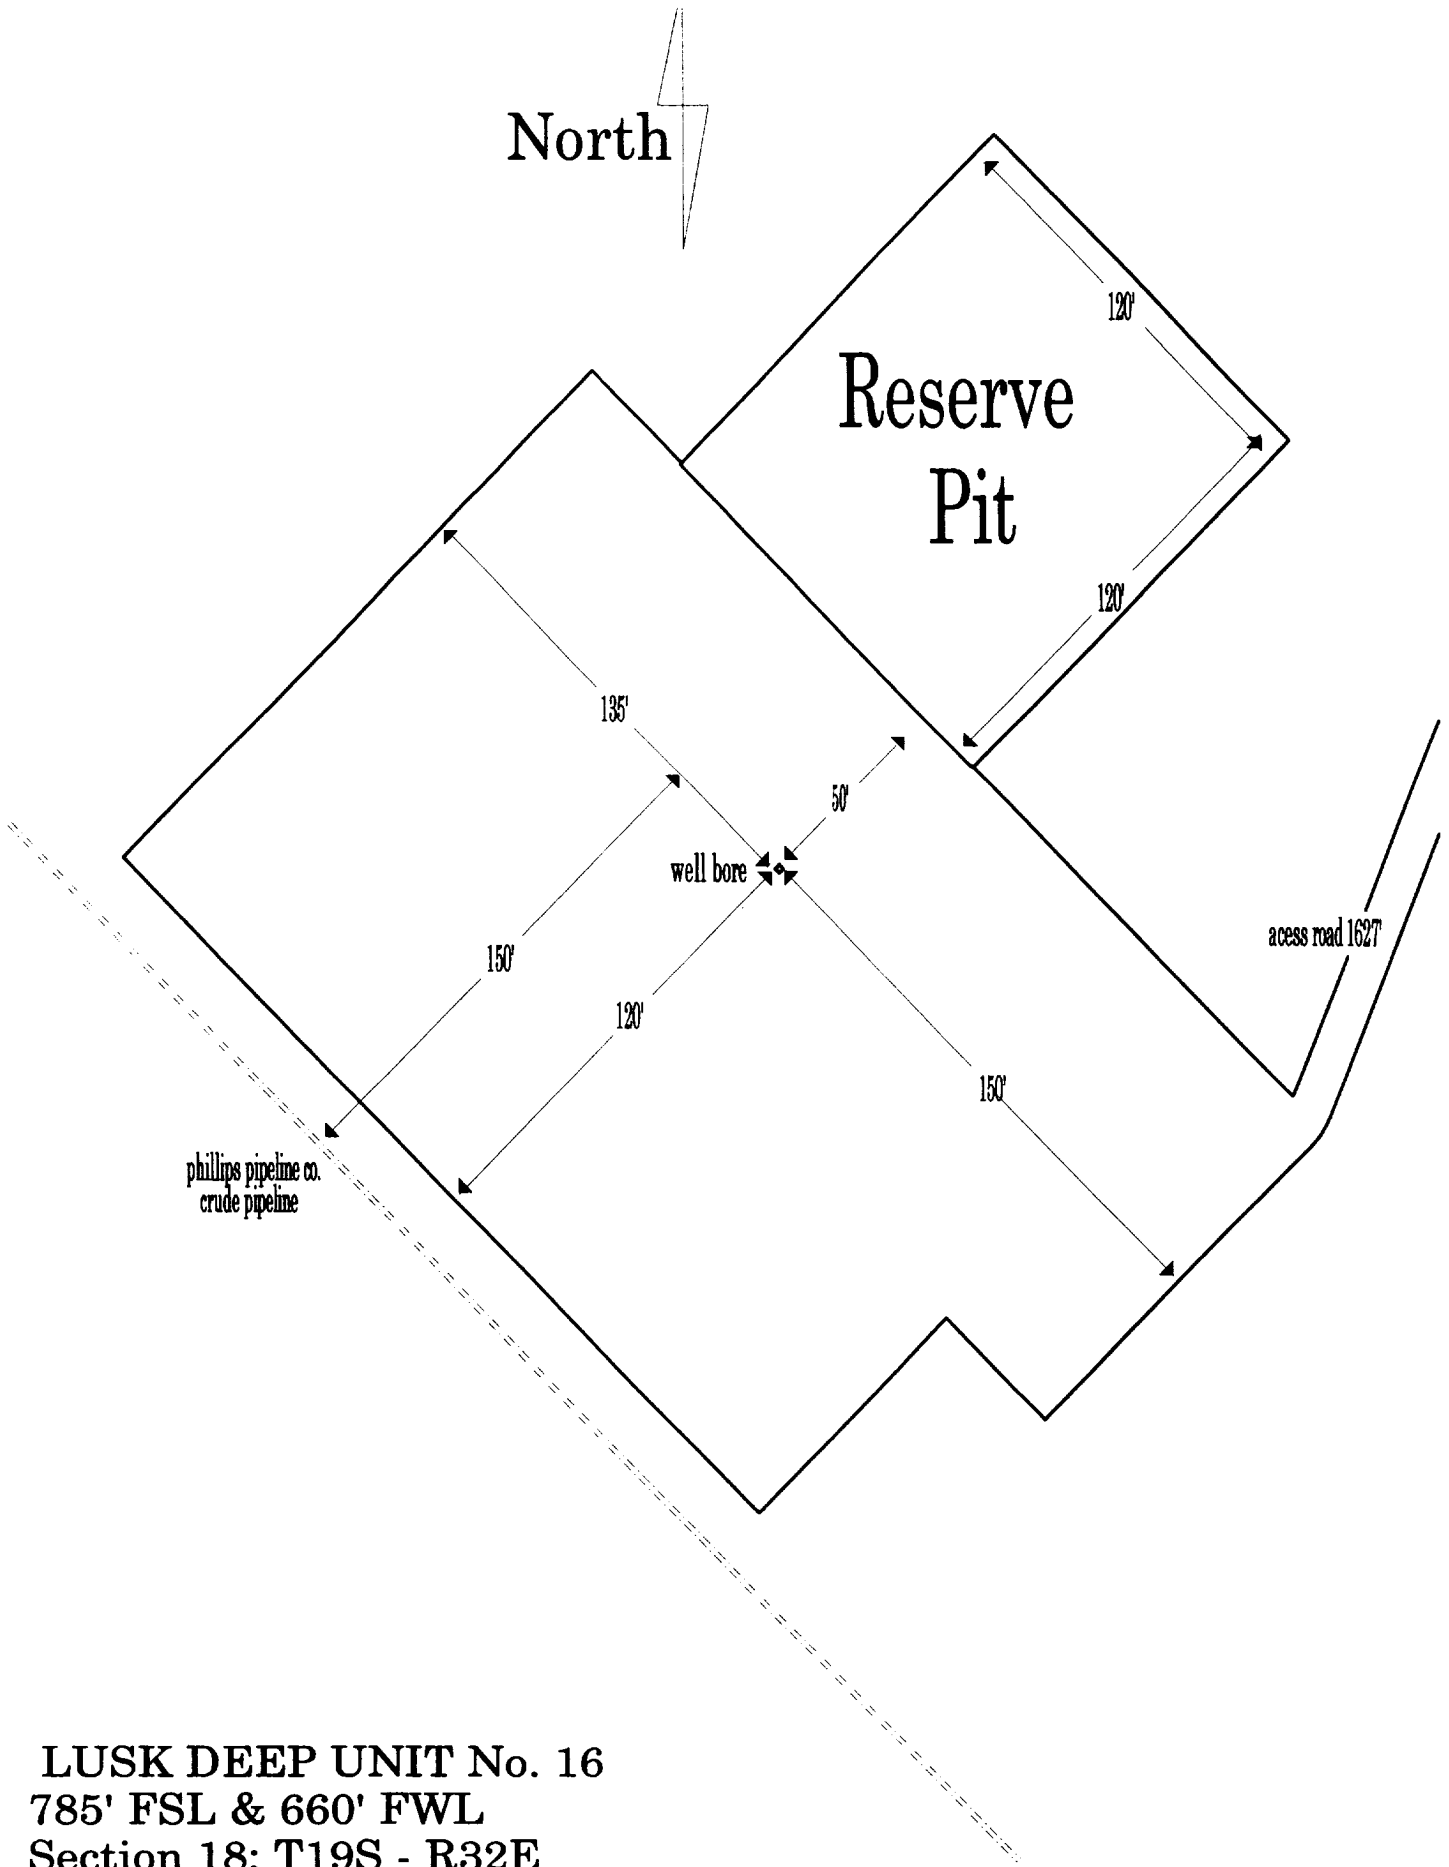 North
120'
Reserve
Pit
120'
135'
50'
well bore
acess road 1627'
150'
120'
150'
phillips pipeline co.
crude pipeline
LUSK DEEP UNIT No. 16
785' FSL & 660' FWL
Section 18: T19S - R32E